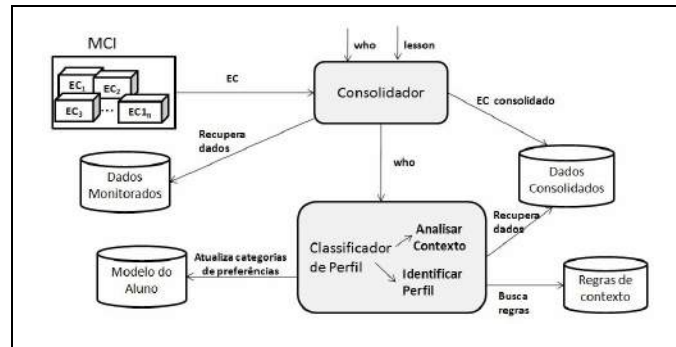 MCI
who
lesson
EC₁
EC₂
EC₃
...
EC1ₙ
EC
Consolidador
EC consolidado
Recupera
dados
Dados
Monitorados
who
Dados
Consolidados
Analisar
Contexto
Classificador
de Perfil
Identificar
Perfil
Recupera
dados
Atualiza categorias
de preferências
Modelo do
Aluno
Busca
regras
Regras de
contexto